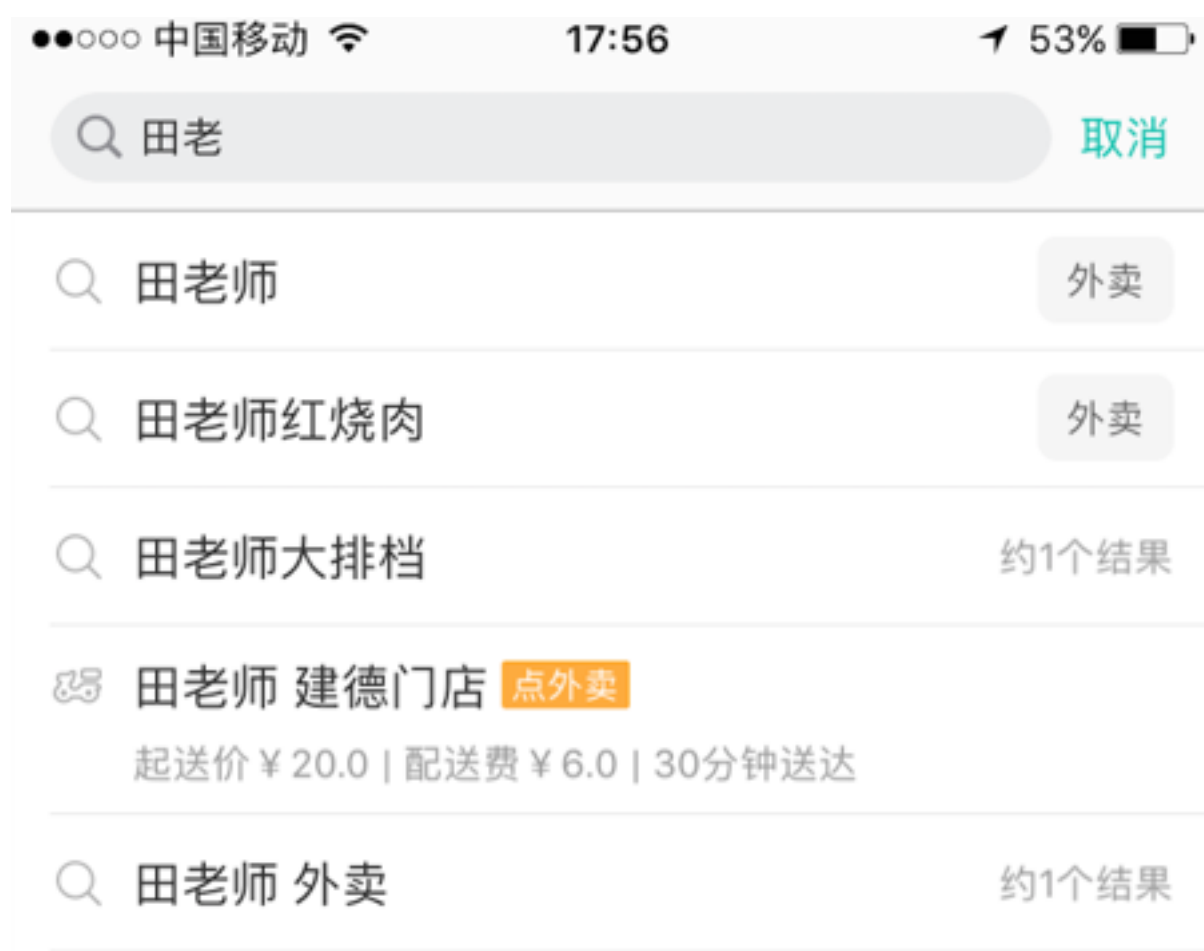 中国移动 17:56 53%
田老 取消
田老师 外卖
田老师红烧肉 外卖
田老师大排档 约1个结果
田老师 建德门店 点外卖
起送价 ¥ 20.0 | 配送费 ¥ 6.0 | 30分钟送达
田老师 外卖 约1个结果